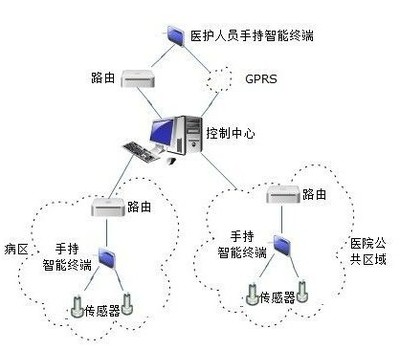 医护人员手持智能终端
路由
GPRS
控制中心
路由
路由
病区
手持
智能终端
手持
智能终端
医院公
共区域
传感器
传感器